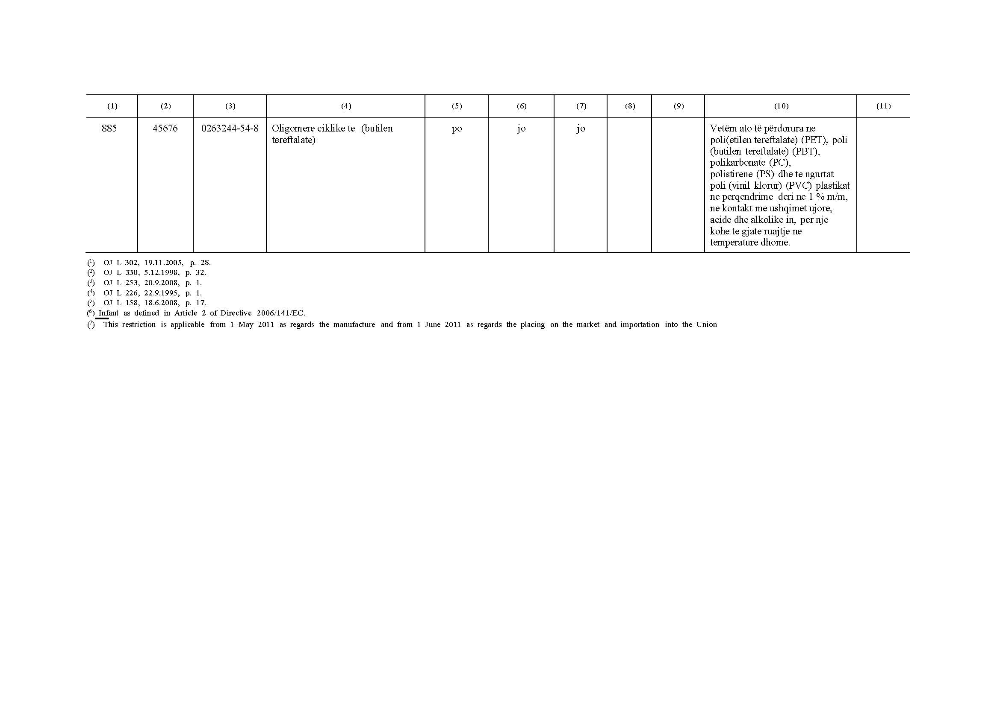 (1) (2) (3) (4) (5) (6) (7) (8) (9) (10) (11)
885 45676 0263244-54-8 Oligomere ciklike te (butilen po jo jo Vetëm ato të përdorura ne
tereftalate) poli(etilen tereftalate) (PET), poli
(butilen tereftalate) (PBT),
polikarbonate (PC),
polistirene (PS) dhe te ngurtat
poli (vinil klorur) (PVC) plastikat
ne perqendrime deri ne 1 % m/m,
ne kontakt me ushqimet ujore,
acide dhe alkolike in, per nje
kohe te gjate ruajtje ne
temperature dhome.
(1) OJ L 302, 19.11.2005, p. 28.
(2) OJ L 330, 5.12.1998, p. 32.
(3) OJ L 253, 20.9.2008, p. 1.
(4) OJ L 226, 22.9.1995, p. 1.
(5) OJ L 158, 18.6.2008, p. 17.
(6) Infant as defined in Article 2 of Directive 2006/141/EC.
(7) This restriction is applicable from 1 May 2011 as regards the manufacture and from 1 June 2011 as regards the placing on the market and importation into the Union